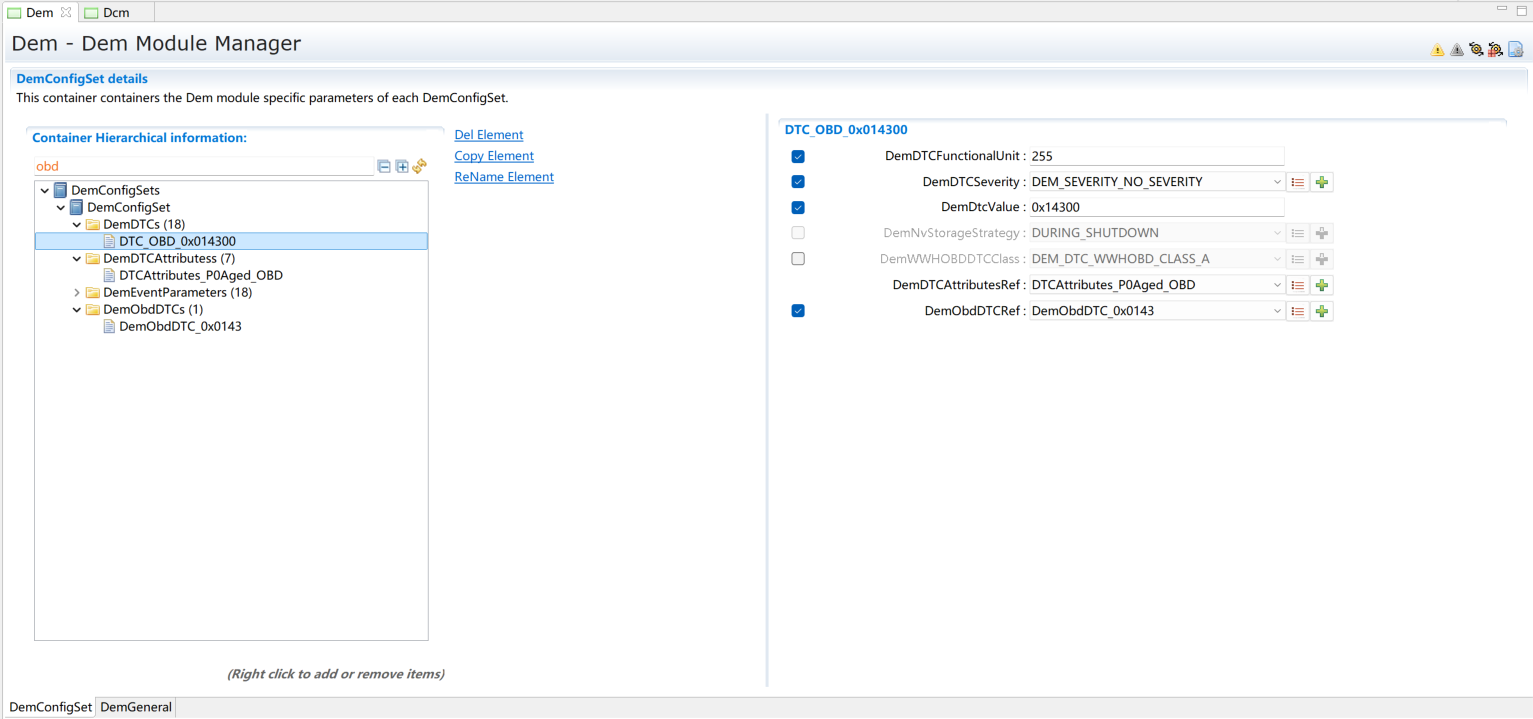 Dem
Dcm
Dem - Dem Module Manager
DemConfigSet details
This container containers the Dem module specific parameters of each DemConfigSet.
Container Hierarchical information:
obd
DemConfigSets
DemConfigSet
DemDTCs (18)
DTC_OBD_0x014300
DemDTCAttributess (7)
DTCAttributes_P0Aged_OBD
DemEventParameters (18)
DemObdDTCs (1)
DemObdDTC_0x0143
(Right click to add or remove items)
Del Element
Copy Element
ReName Element
DTC_OBD_0x014300
DemDTCFunctionalUnit : 255
DemDTCSeverity : DEM_SEVERITY_NO_SEVERITY
DemDtcValue : 0x14300
DemNvStorageStrategy : DURING_SHUTDOWN
DemWWHOBDDTCClass : DEM_DTC_WWHOBD_CLASS_A
DemDTCAttributesRef : DTCAttributes_P0Aged_OBD
DemObdDTCRef : DemObdDTC_0x0143
DemConfigSet
DemGeneral